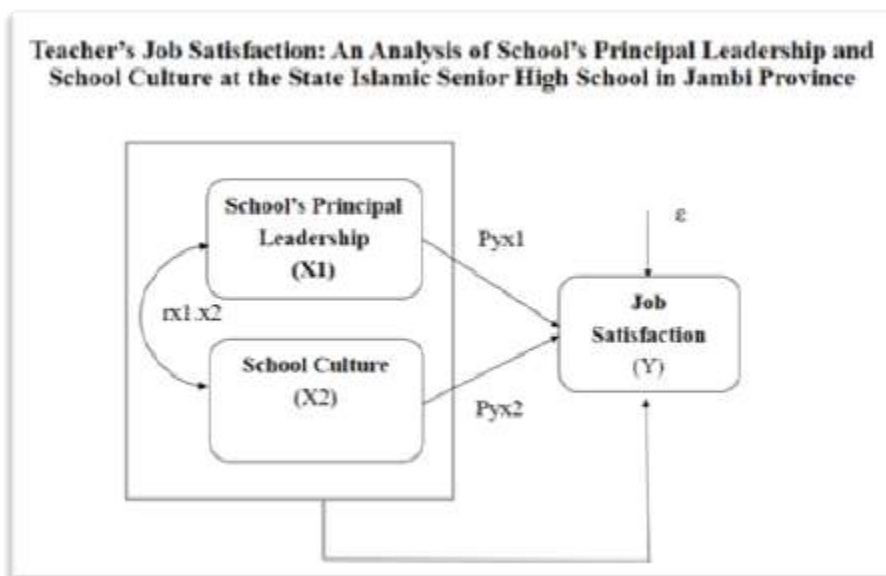 Teacher's Job Satisfaction: An Analysis of School's Principal Leadership and
School Culture at the State Islamic Senior High School in Jambi Province
School's Principal
Leadership
(X1)
Pyx1
ε
rx1.x2
Job
Satisfaction
(Y)
School Culture
(X2)
Pyx2